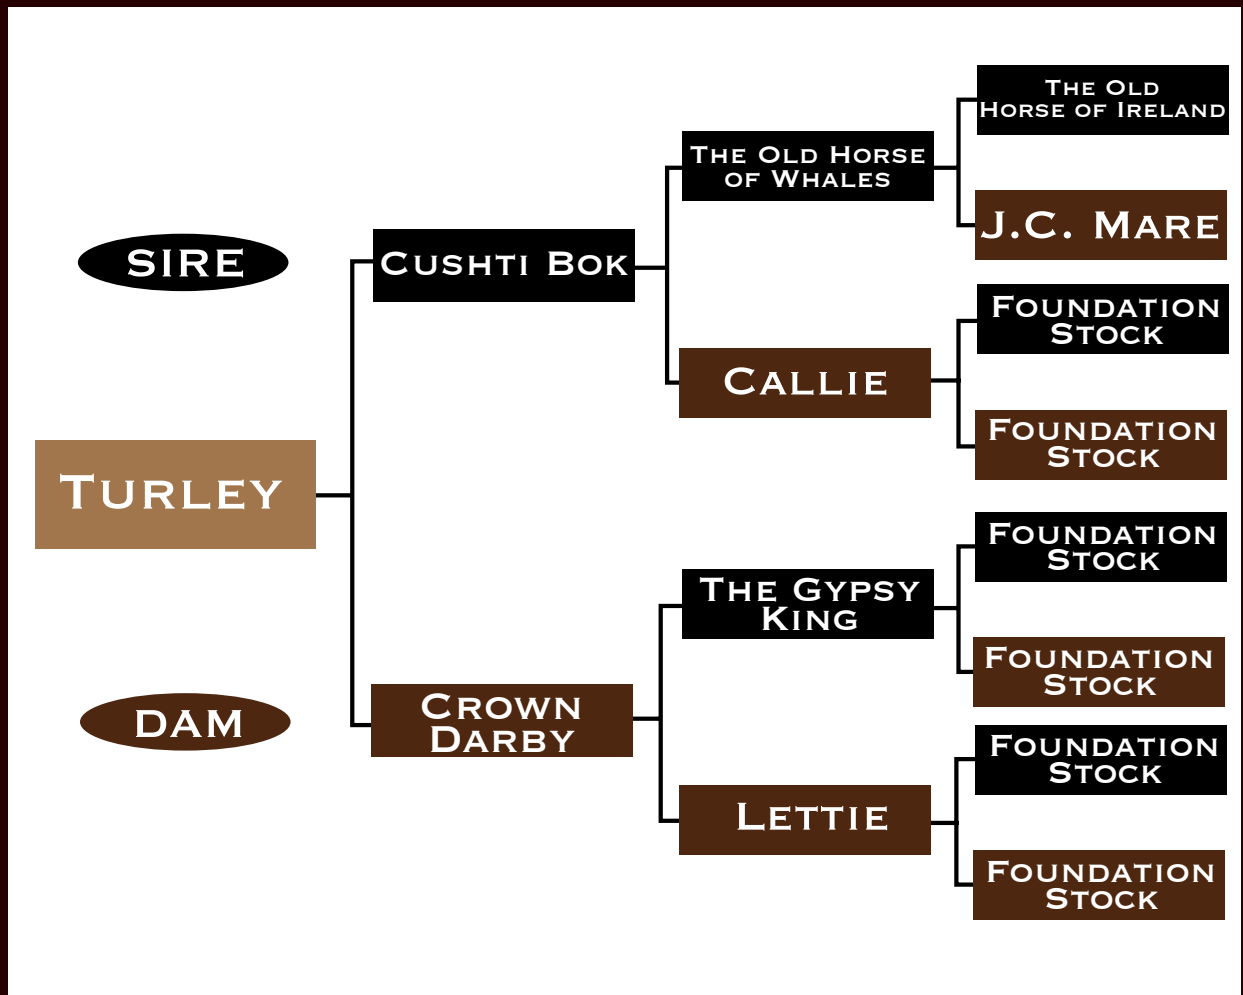 The Old
Horse of Ireland
The Old Horse
of Whales
J.C. Mare
SIRE
Cushti Bok
Foundation
Stock
Callie
Foundation
Stock
Turley
Foundation
Stock
The Gypsy
King
Foundation
Stock
DAM
Crown
Darby
Foundation
Stock
Lettie
Foundation
Stock